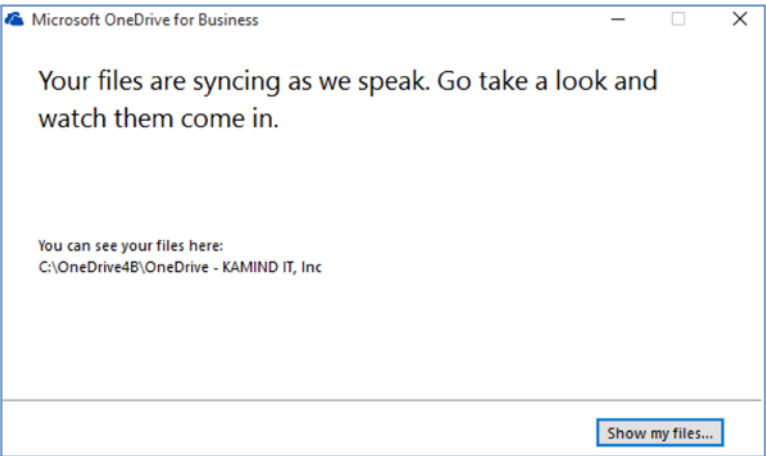 Microsoft OneDrive for Business
Your files are syncing as we speak. Go take a look and
watch them come in.
You can see your files here:
C:\OneDrive4B\OneDrive - KAMIND IT, Inc
Show my files...